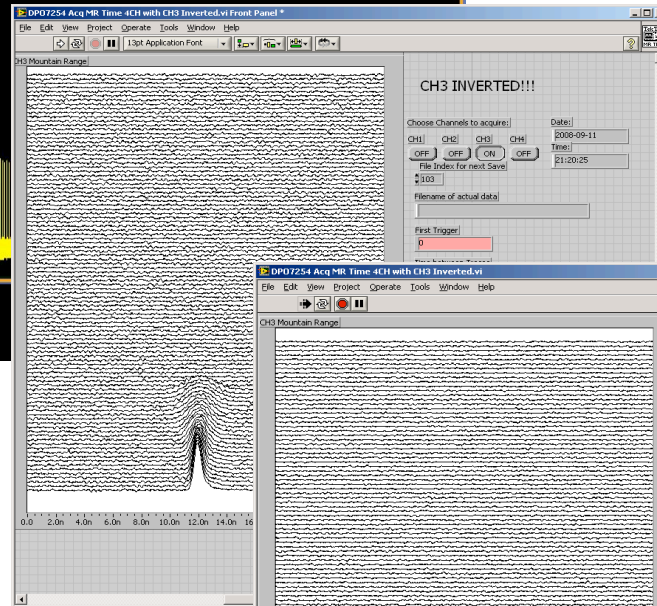 DPO7254 Acq MR Time 4CH with CH3 Inverted.vi Front Panel *
File Edit View Project Operate Tools Window Help
13pt Application Font
CH3 Mountain Range
CH3 INVERTED!!!
Choose Channels to acquire:
CH1 CH2 CH3 CH4
OFF OFF ON OFF
Date:
2008-09-11
Time:
21:20:25
File Index for next Save
103
Filename of actual data
First Trigger
0
DPO7254 Acq MR Time 4CH with CH3 Inverted.vi
File Edit View Project Operate Tools Window Help
CH3 Mountain Range
0.0 2.0n 4.0n 6.0n 8.0n 10.0n 12.0n 14.0n 16